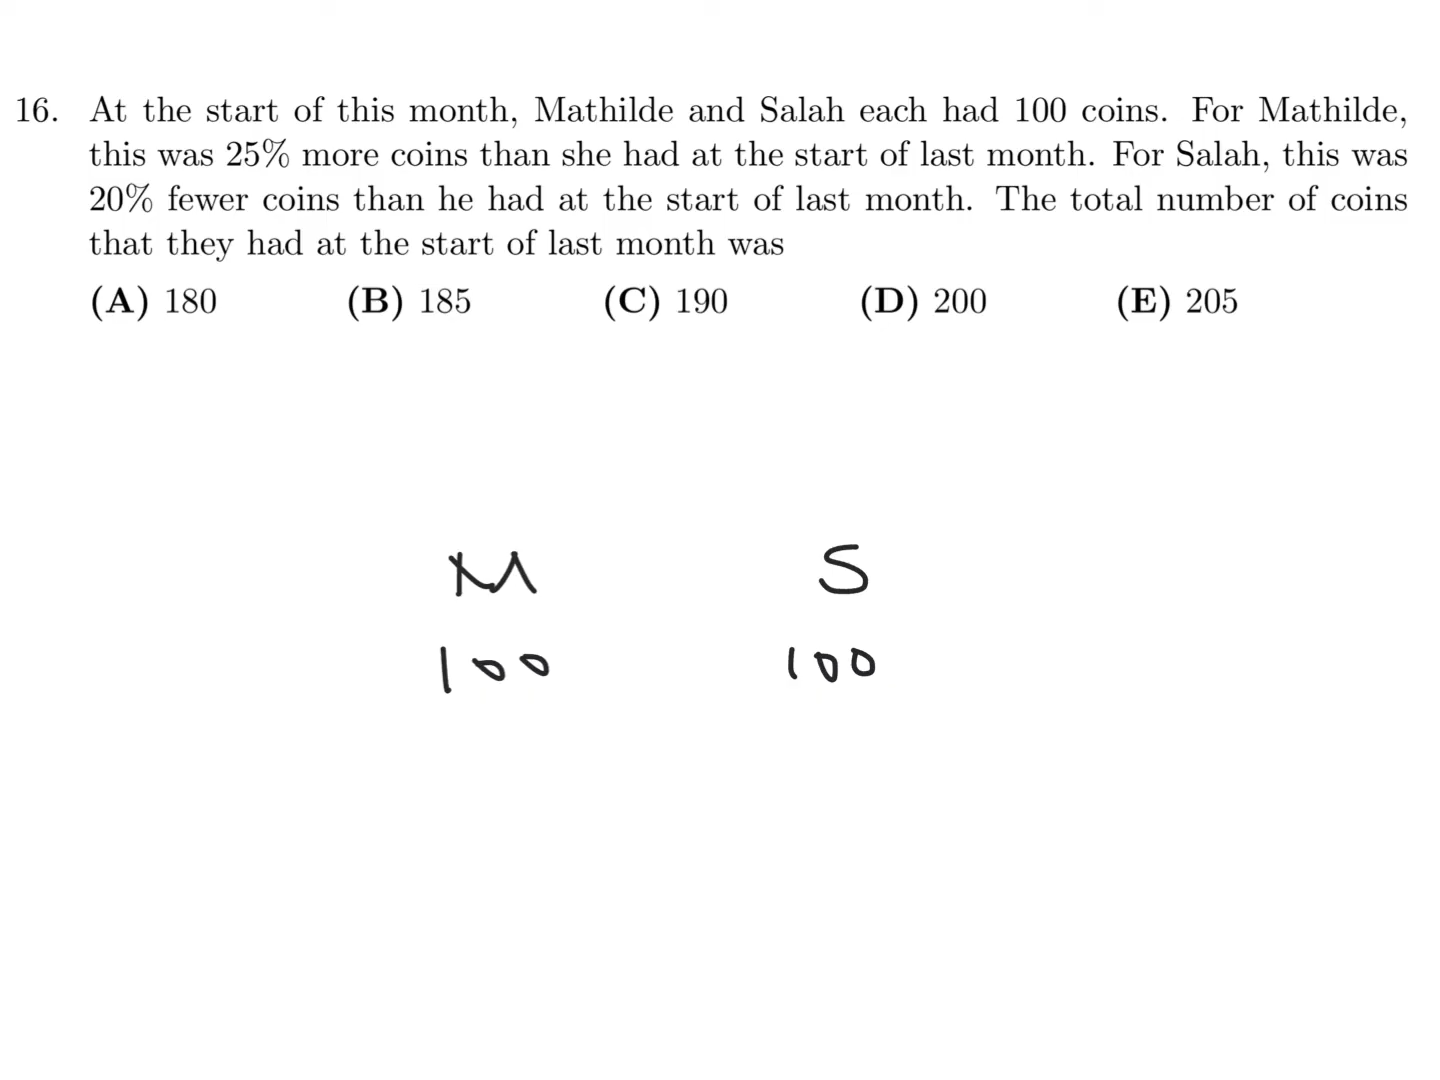 16. At the start of this month, Mathilde and Salah each had 100 coins. For Mathilde,
this was 25% more coins than she had at the start of last month. For Salah, this was
20% fewer coins than he had at the start of last month. The total number of coins
that they had at the start of last month was
(A) 180 (B) 185 (C) 190 (D) 200 (E) 205
M S
100 100